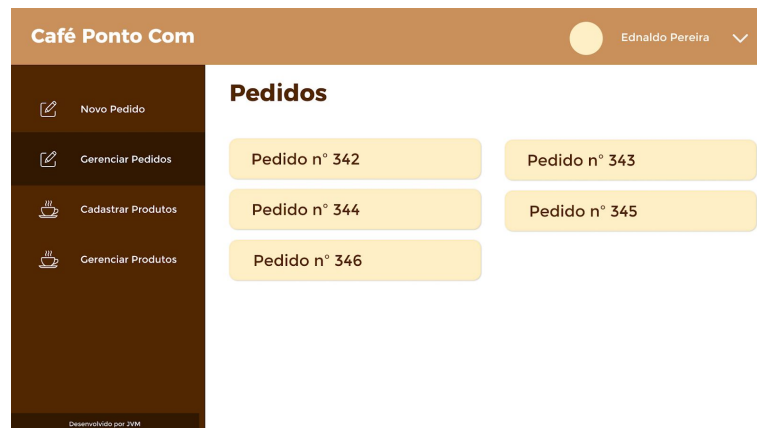 Café Ponto Com
Ednaldo Pereira
Novo Pedido
Gerenciar Pedidos
Cadastrar Produtos
Gerenciar Produtos
Desenvolvido por JVM
Pedidos
Pedido n° 342
Pedido n° 343
Pedido n° 344
Pedido n° 345
Pedido n° 346